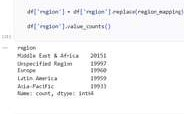 df['region'] = df['region'].replace(region_mapping)
df['region'].value_counts()
region
Middle East & Africa 20151
Unspecified Region 19997
Europe 19960
Latin America 19959
Asia-Pacific 19933
Name: count, dtype: int64